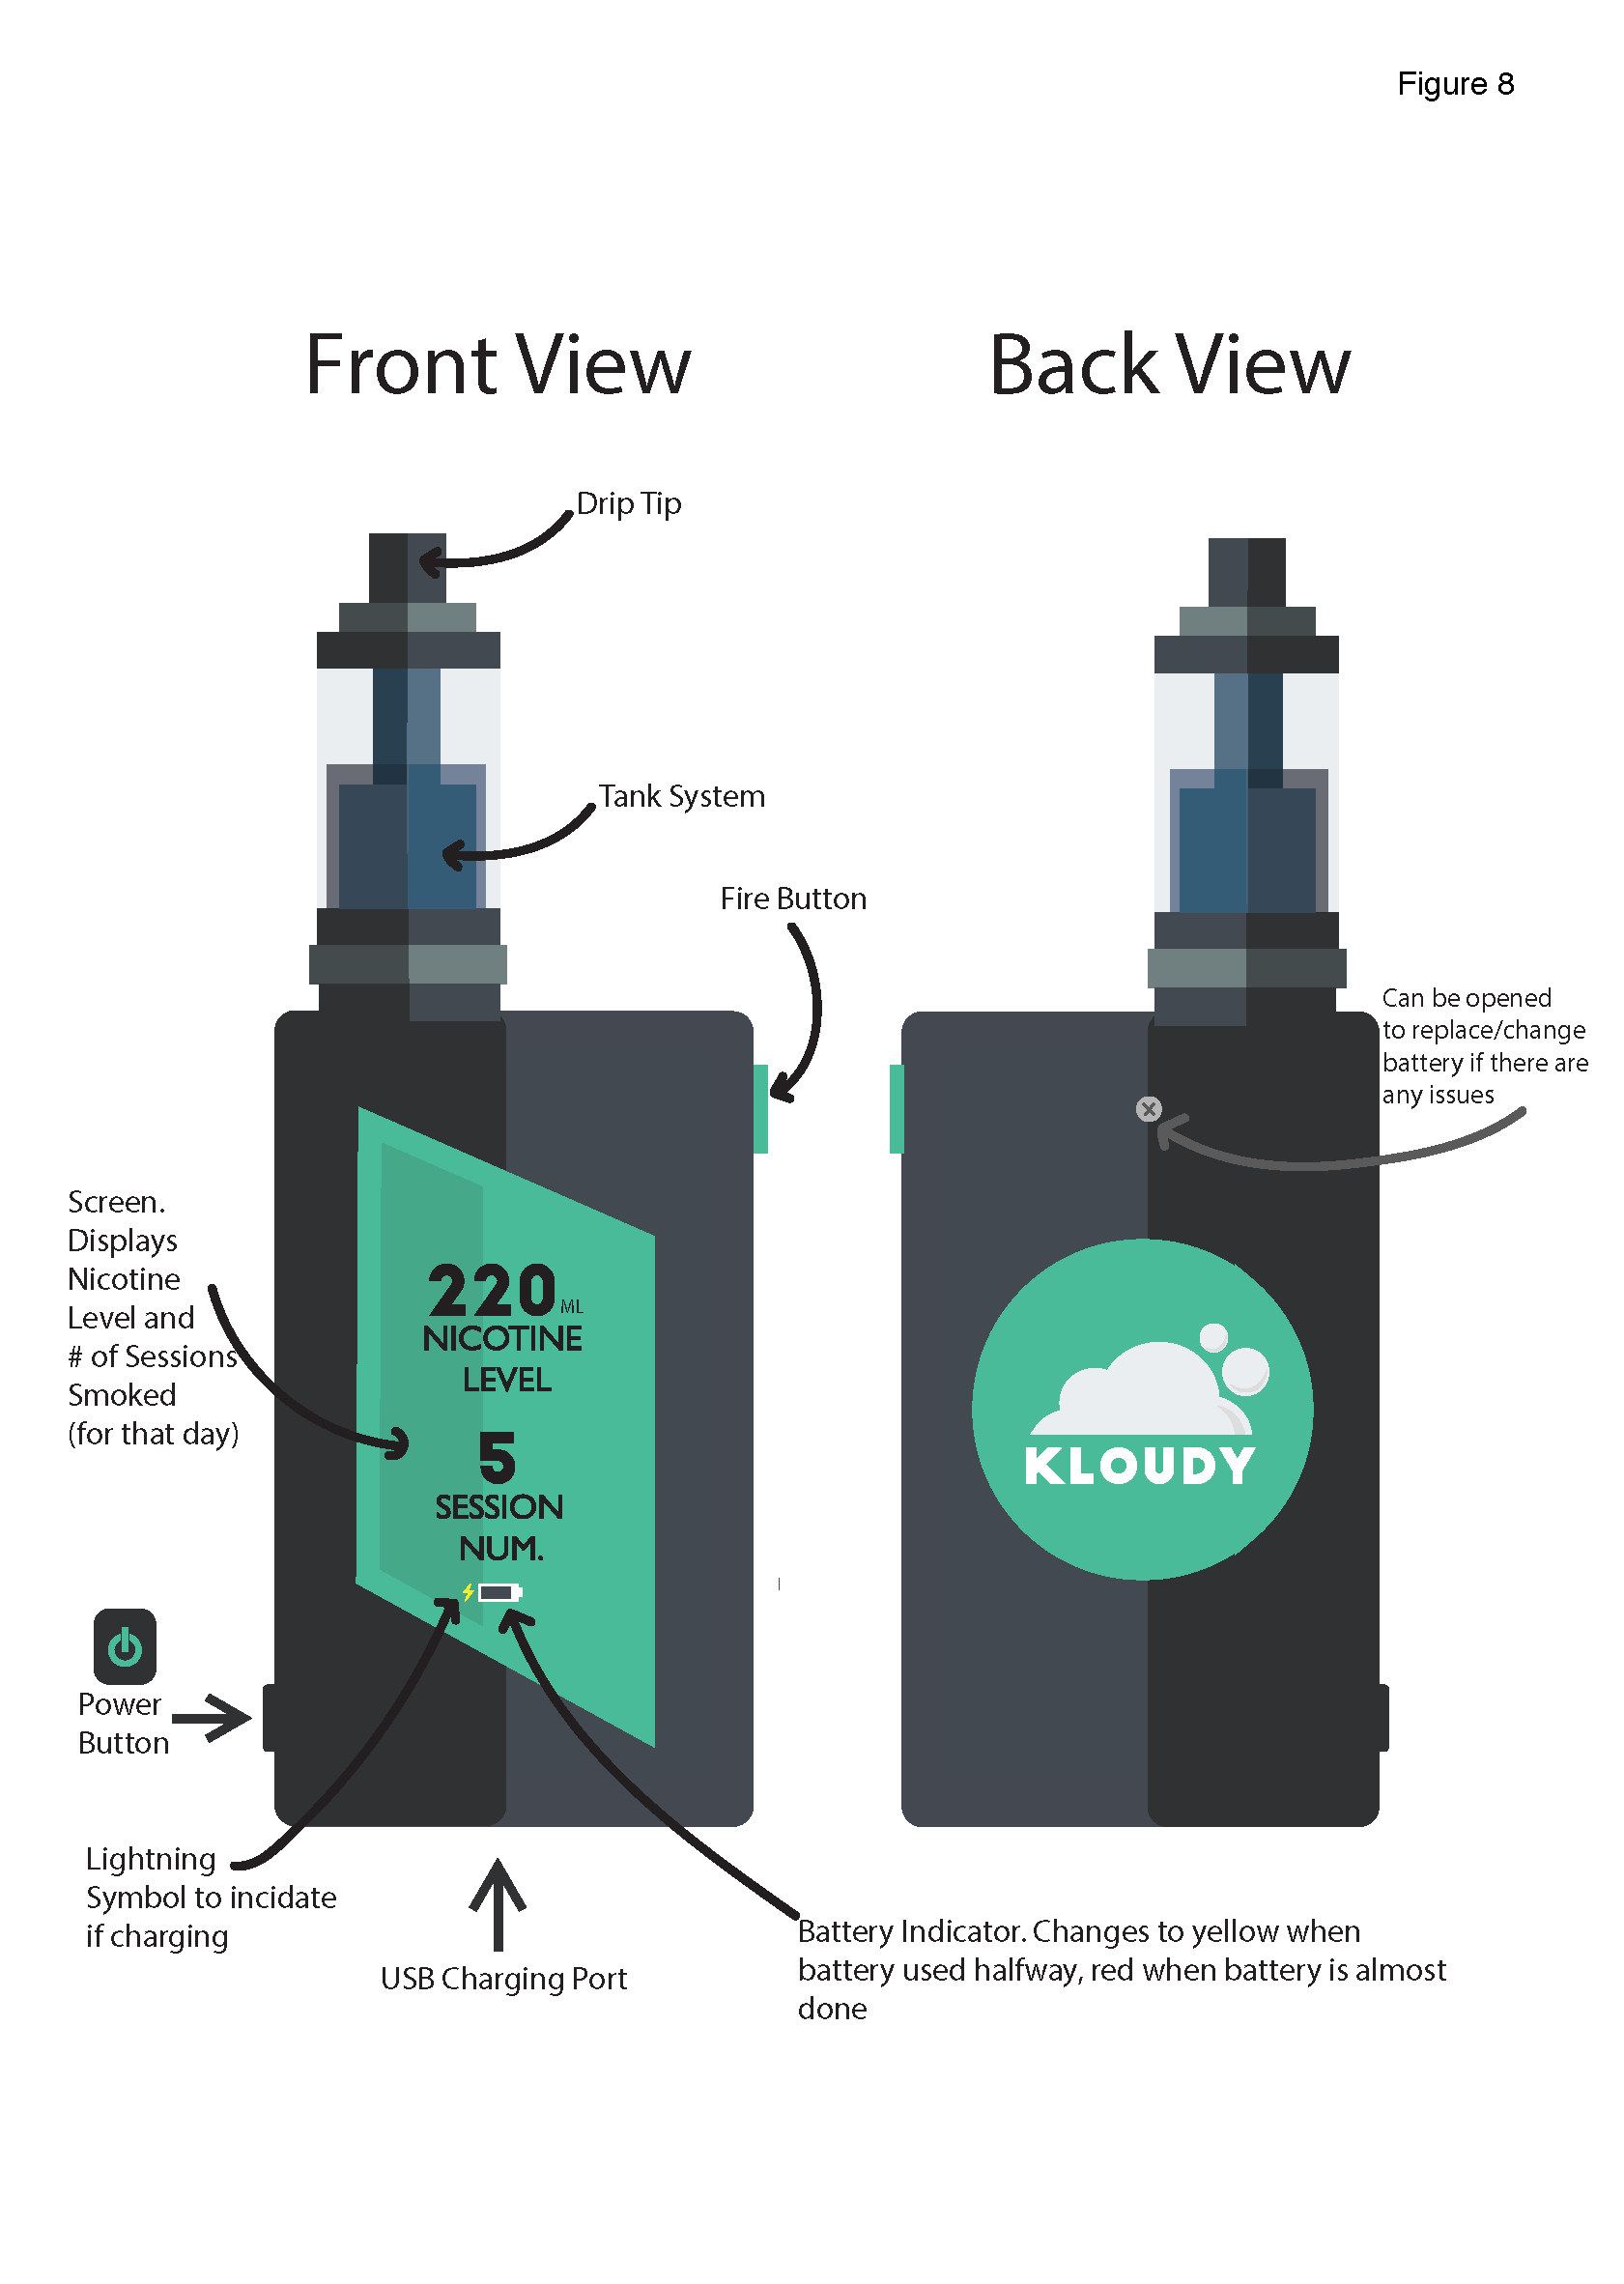 Figure 8
Front View
Back View
Drip Tip
Tank System
Fire Button
Can be opened
to replace/change
battery if there are
any issues
Screen.
Displays
Nicotine
Level and
# of Sessions
Smoked
(for that day)
220 ML
NICOTINE
LEVEL
5
SESSION
NUM.
KLOUDY
Power
Button
Lightning
Symbol to incidate
if charging
USB Charging Port
Battery Indicator. Changes to yellow when
battery used halfway, red when battery is almost
done